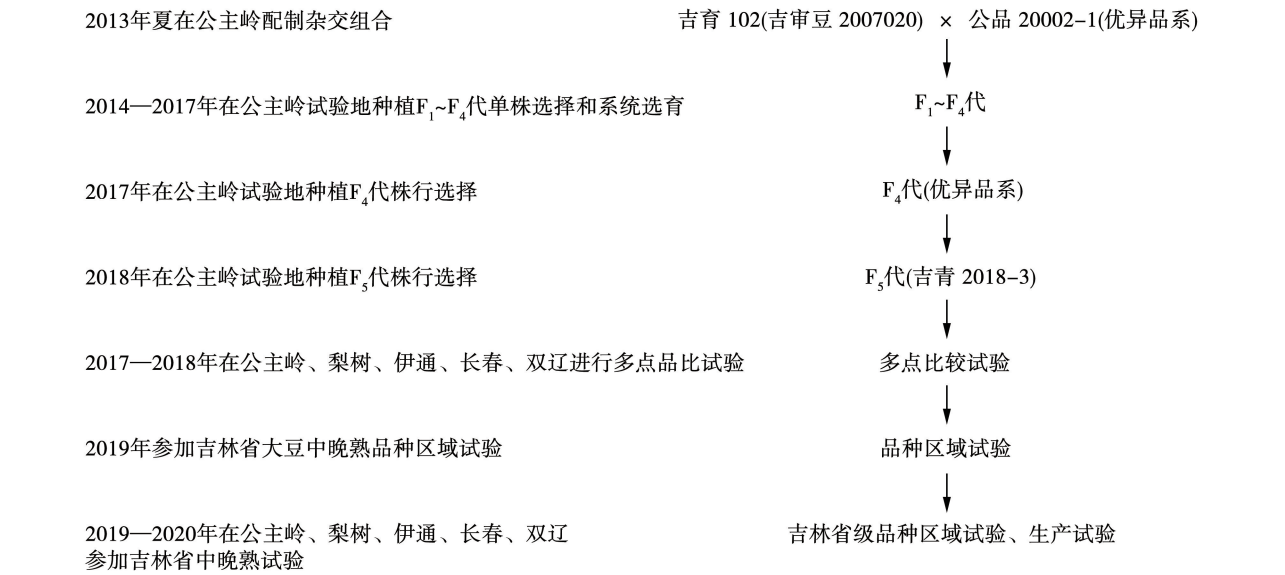 2013年夏在公主岭配制杂交组合
吉育 102(吉审豆 2007020) × 公品 20002-1(优异品系)
2014—2017年在公主岭试验地种植F₁~F₄代单株选择和系统选育
F₁~F₄代
2017年在公主岭试验地种植F₄代株行选择
F₄代(优异品系)
2018年在公主岭试验地种植F₅代株行选择
F₅代(吉青 2018-3)
2017—2018年在公主岭、梨树、伊通、长春、双辽进行多点品比试验
多点比较试验
2019年参加吉林省大豆中晚熟品种区域试验
品种区域试验
2019—2020年在公主岭、梨树、伊通、长春、双辽
参加吉林省中晚熟试验
吉林省级品种区域试验、生产试验